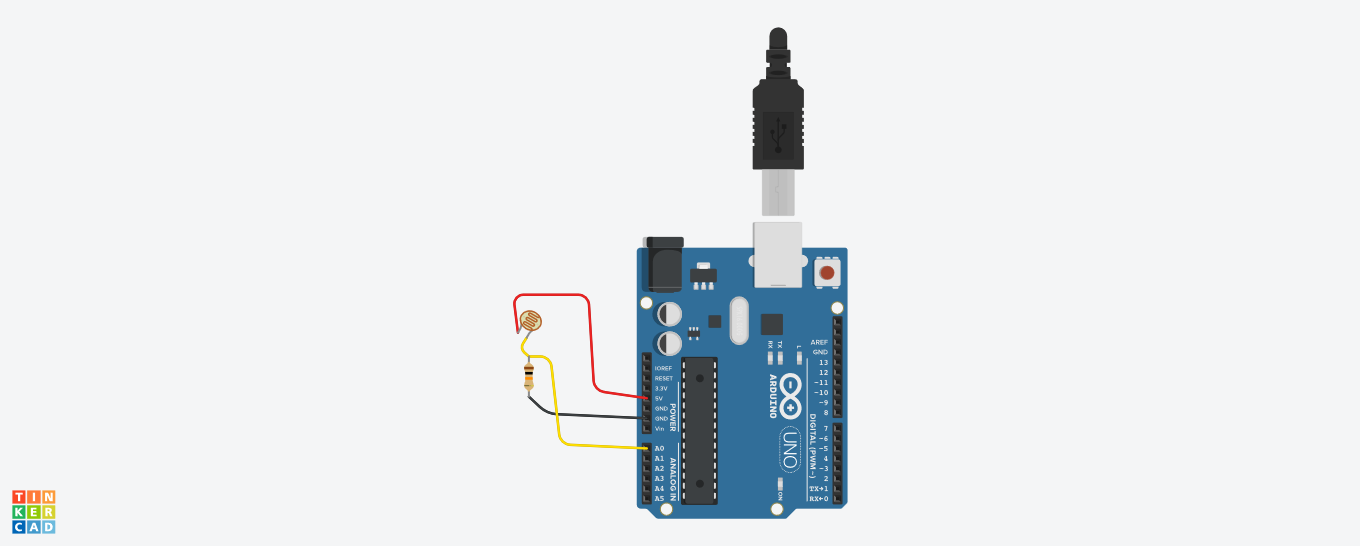 AREF
GND
13
12
~11
~10
~9
8
7
~6
~5
4
~3
2
TX→1
RX←0
DIGITAL (PWM~)
IOREF
RESET
3.3V
5V
GND
GND
Vin
POWER
A0
A1
A2
A3
A4
A5
ANALOG IN
RX
TX
L
ARDUINO
UNO
ON
TIN
KER
CAD